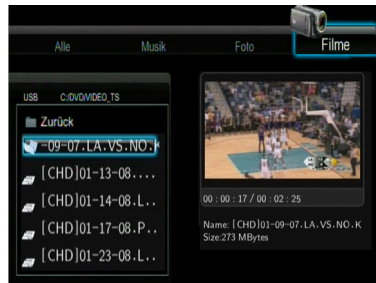 Alle Musik Foto Filme
USB C:/DVD/VIDEO_TS
Zurück
-09-07.LA.VS.NO.K
[CHD]01-13-08....
[CHD]01-14-08.L..
[CHD]01-17-08.P..
[CHD]01-23-08.L..
00 : 00 : 17 / 00 : 02 : 25
Name: [CHD]01-09-07.LA.VS.NO.K
Size:273 MBytes